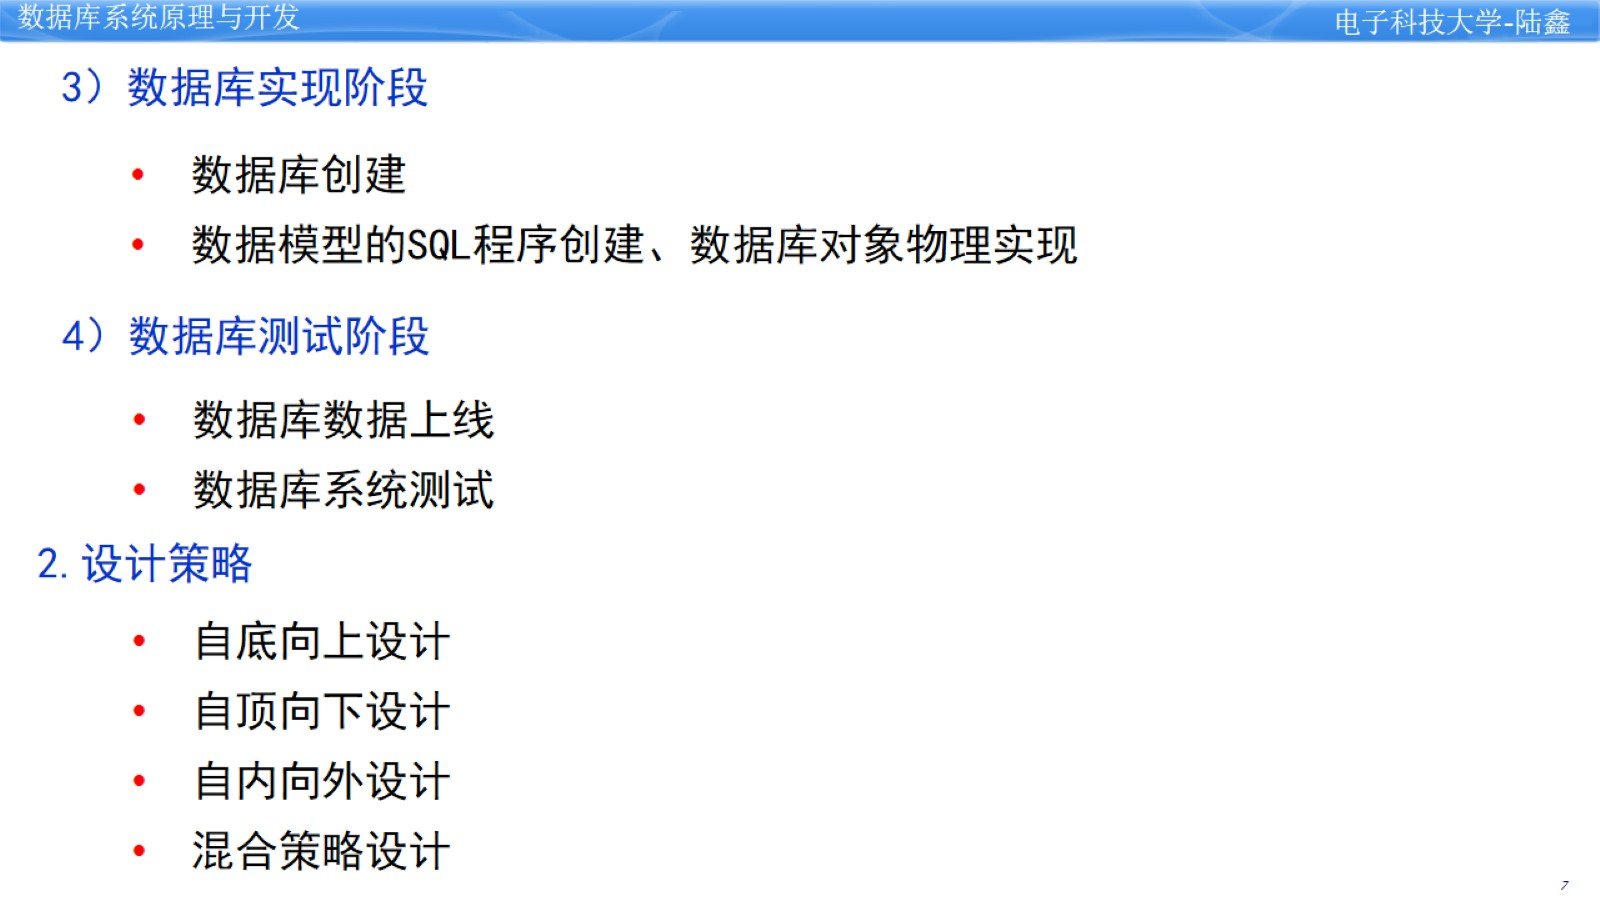 数据库系统原理与开发
电子科技大学-陆鑫
3）数据库实现阶段
• 数据库创建
• 数据模型的SQL程序创建、数据库对象物理实现
4）数据库测试阶段
• 数据库数据上线
• 数据库系统测试
2.设计策略
• 自底向上设计
• 自顶向下设计
• 自内向外设计
• 混合策略设计
7